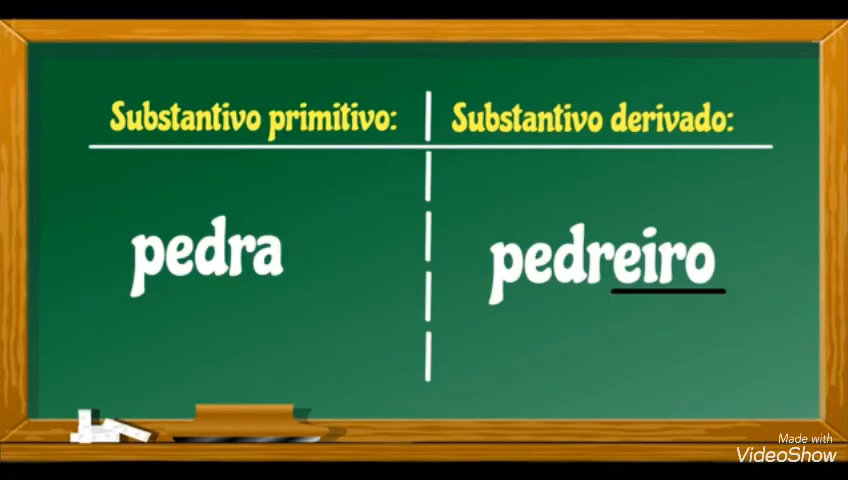 Substantivo primitivo:
Substantivo derivado:
pedra
pedreiro
Made with
VideoShow